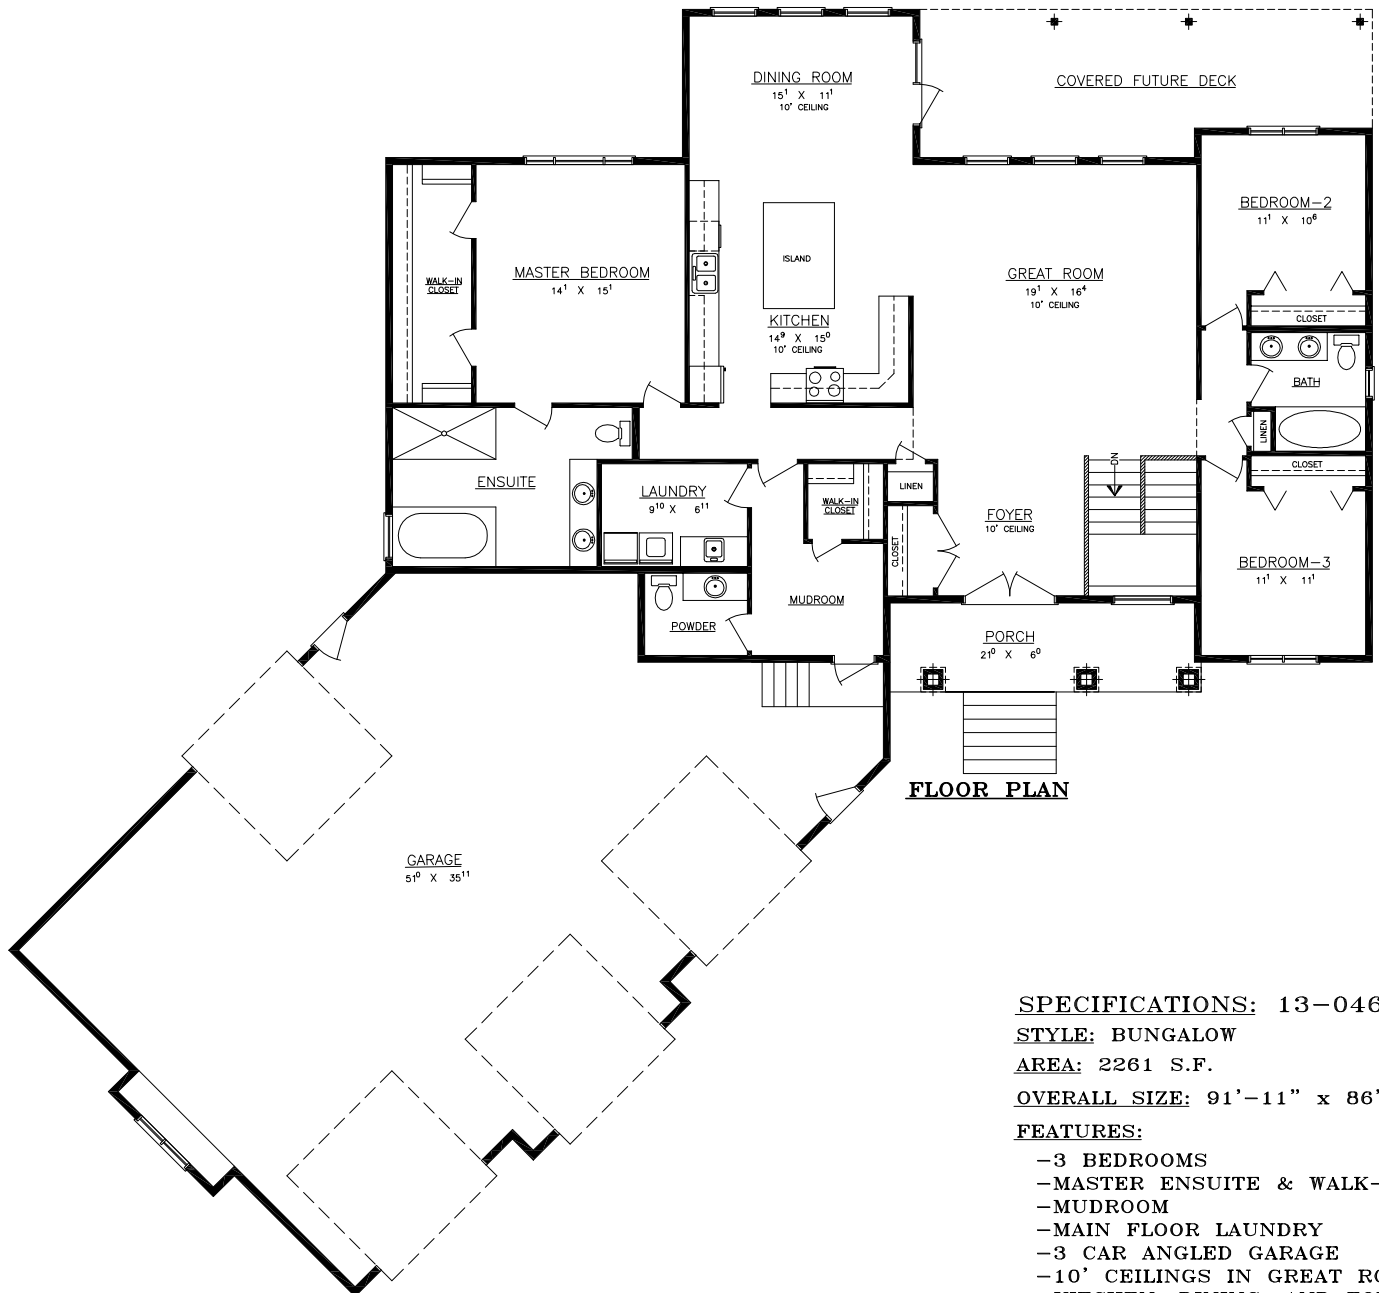 DINING ROOM
15¹ X 11¹
10' CEILING
COVERED FUTURE DECK
BEDROOM-2
11¹ X 10⁶
CLOSET
MASTER BEDROOM
14¹ X 15¹
WALK-IN
CLOSET
ISLAND
KITCHEN
14⁹ X 15⁰
10' CEILING
GREAT ROOM
19¹ X 16⁴
10' CEILING
BATH
LINEN
CLOSET
ENSUITE
LAUNDRY
9¹⁰ X 6¹¹
WALK-IN
CLOSET
LINEN
CLOSET
FOYER
10' CEILING
DN
BEDROOM-3
11¹ X 11¹
POWDER
MUDROOM
PORCH
21⁰ X 6⁰
FLOOR PLAN
GARAGE
51⁰ X 35¹¹
SPECIFICATIONS: 13-046
STYLE: BUNGALOW
AREA: 2261 S.F.
OVERALL SIZE: 91'-11" x 86'
FEATURES:
-3 BEDROOMS
-MASTER ENSUITE & WALK-
-MUDROOM
-MAIN FLOOR LAUNDRY
-3 CAR ANGLED GARAGE
-10' CEILINGS IN GREAT